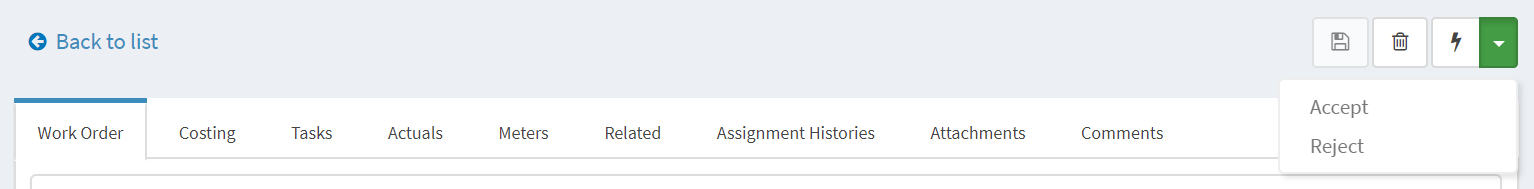 Back to list
Work Order Costing Tasks Actuals Meters Related Assignment Histories Attachments Comments
Accept
Reject